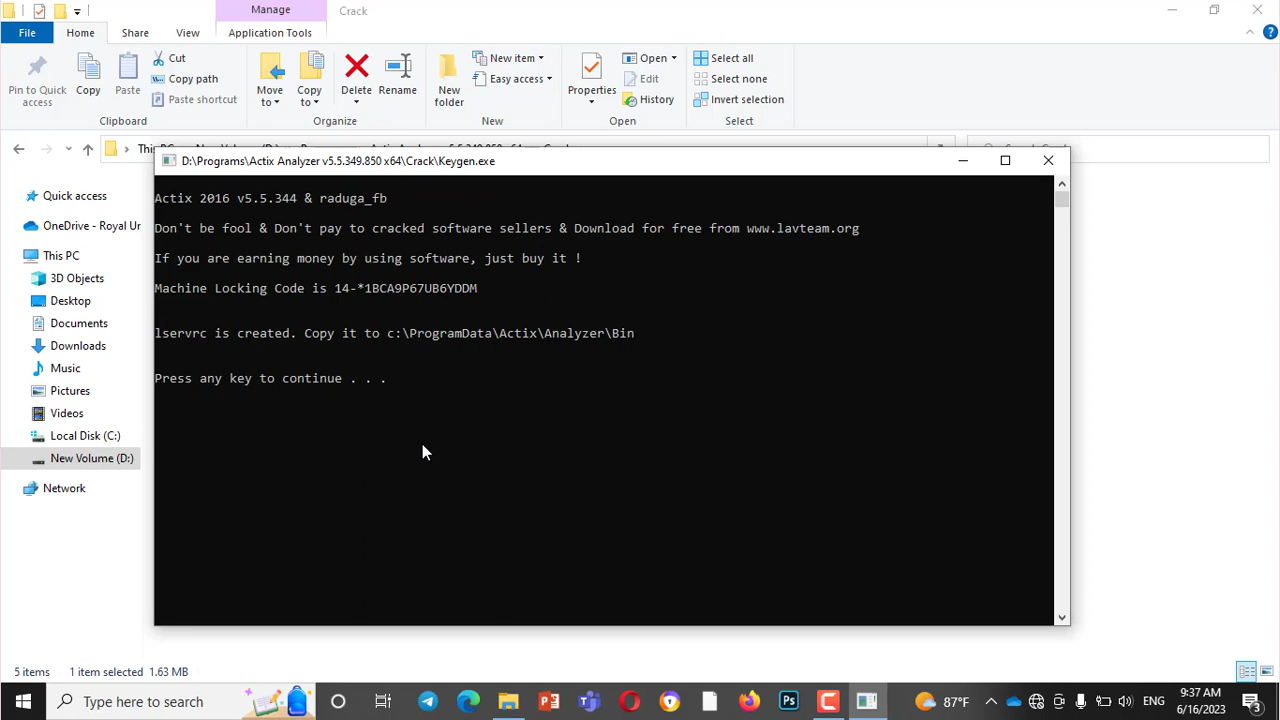 Manage
Crack
File
Home
Share
View
Application Tools
Pin to Quick access
Copy
Paste
Cut
Copy path
Paste shortcut
Move to
Copy to
Delete
Rename
New folder
New item
Easy access
Properties
Open
Edit
History
Select all
Select none
Invert selection
Clipboard
Organize
New
Open
Select
D:\Programs\Actix Analyzer v5.5.349.850 x64\Crack\Keygen.exe
Actix 2016 v5.5.344 & raduga_fb
Don't be fool & Don't pay to cracked software sellers & Download for free from www.lavteam.org
If you are earning money by using software, just buy it !
Machine Locking Code is 14-*1BCA9P67UB6YDDM
lservrc is created. Copy it to c:\ProgramData\Actix\Analyzer\Bin
Press any key to continue . . .
Quick access
OneDrive - Royal Ur
This PC
3D Objects
Desktop
Documents
Downloads
Music
Pictures
Videos
Local Disk (C:)
New Volume (D:)
Network
5 items
1 item selected 1.63 MB
Type here to search
87°F
ENG
9:37 AM
6/16/2023
3